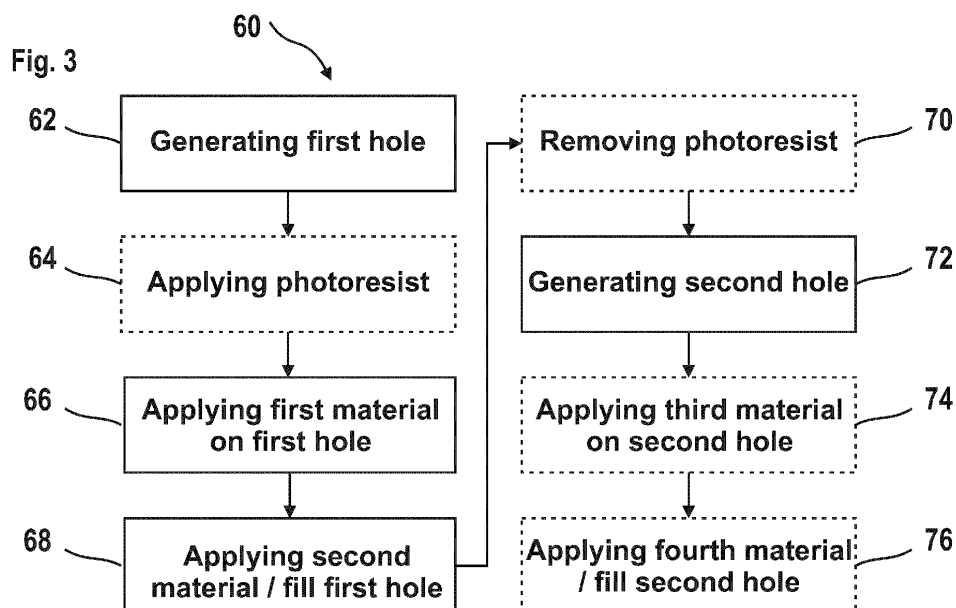 60
Fig. 3
62
Generating first hole
64
Applying photoresist
66
Applying first material
on first hole
68
Applying second
material / fill first hole
70
Removing photoresist
72
Generating second hole
74
Applying third material
on second hole
76
Applying fourth material
/ fill second hole